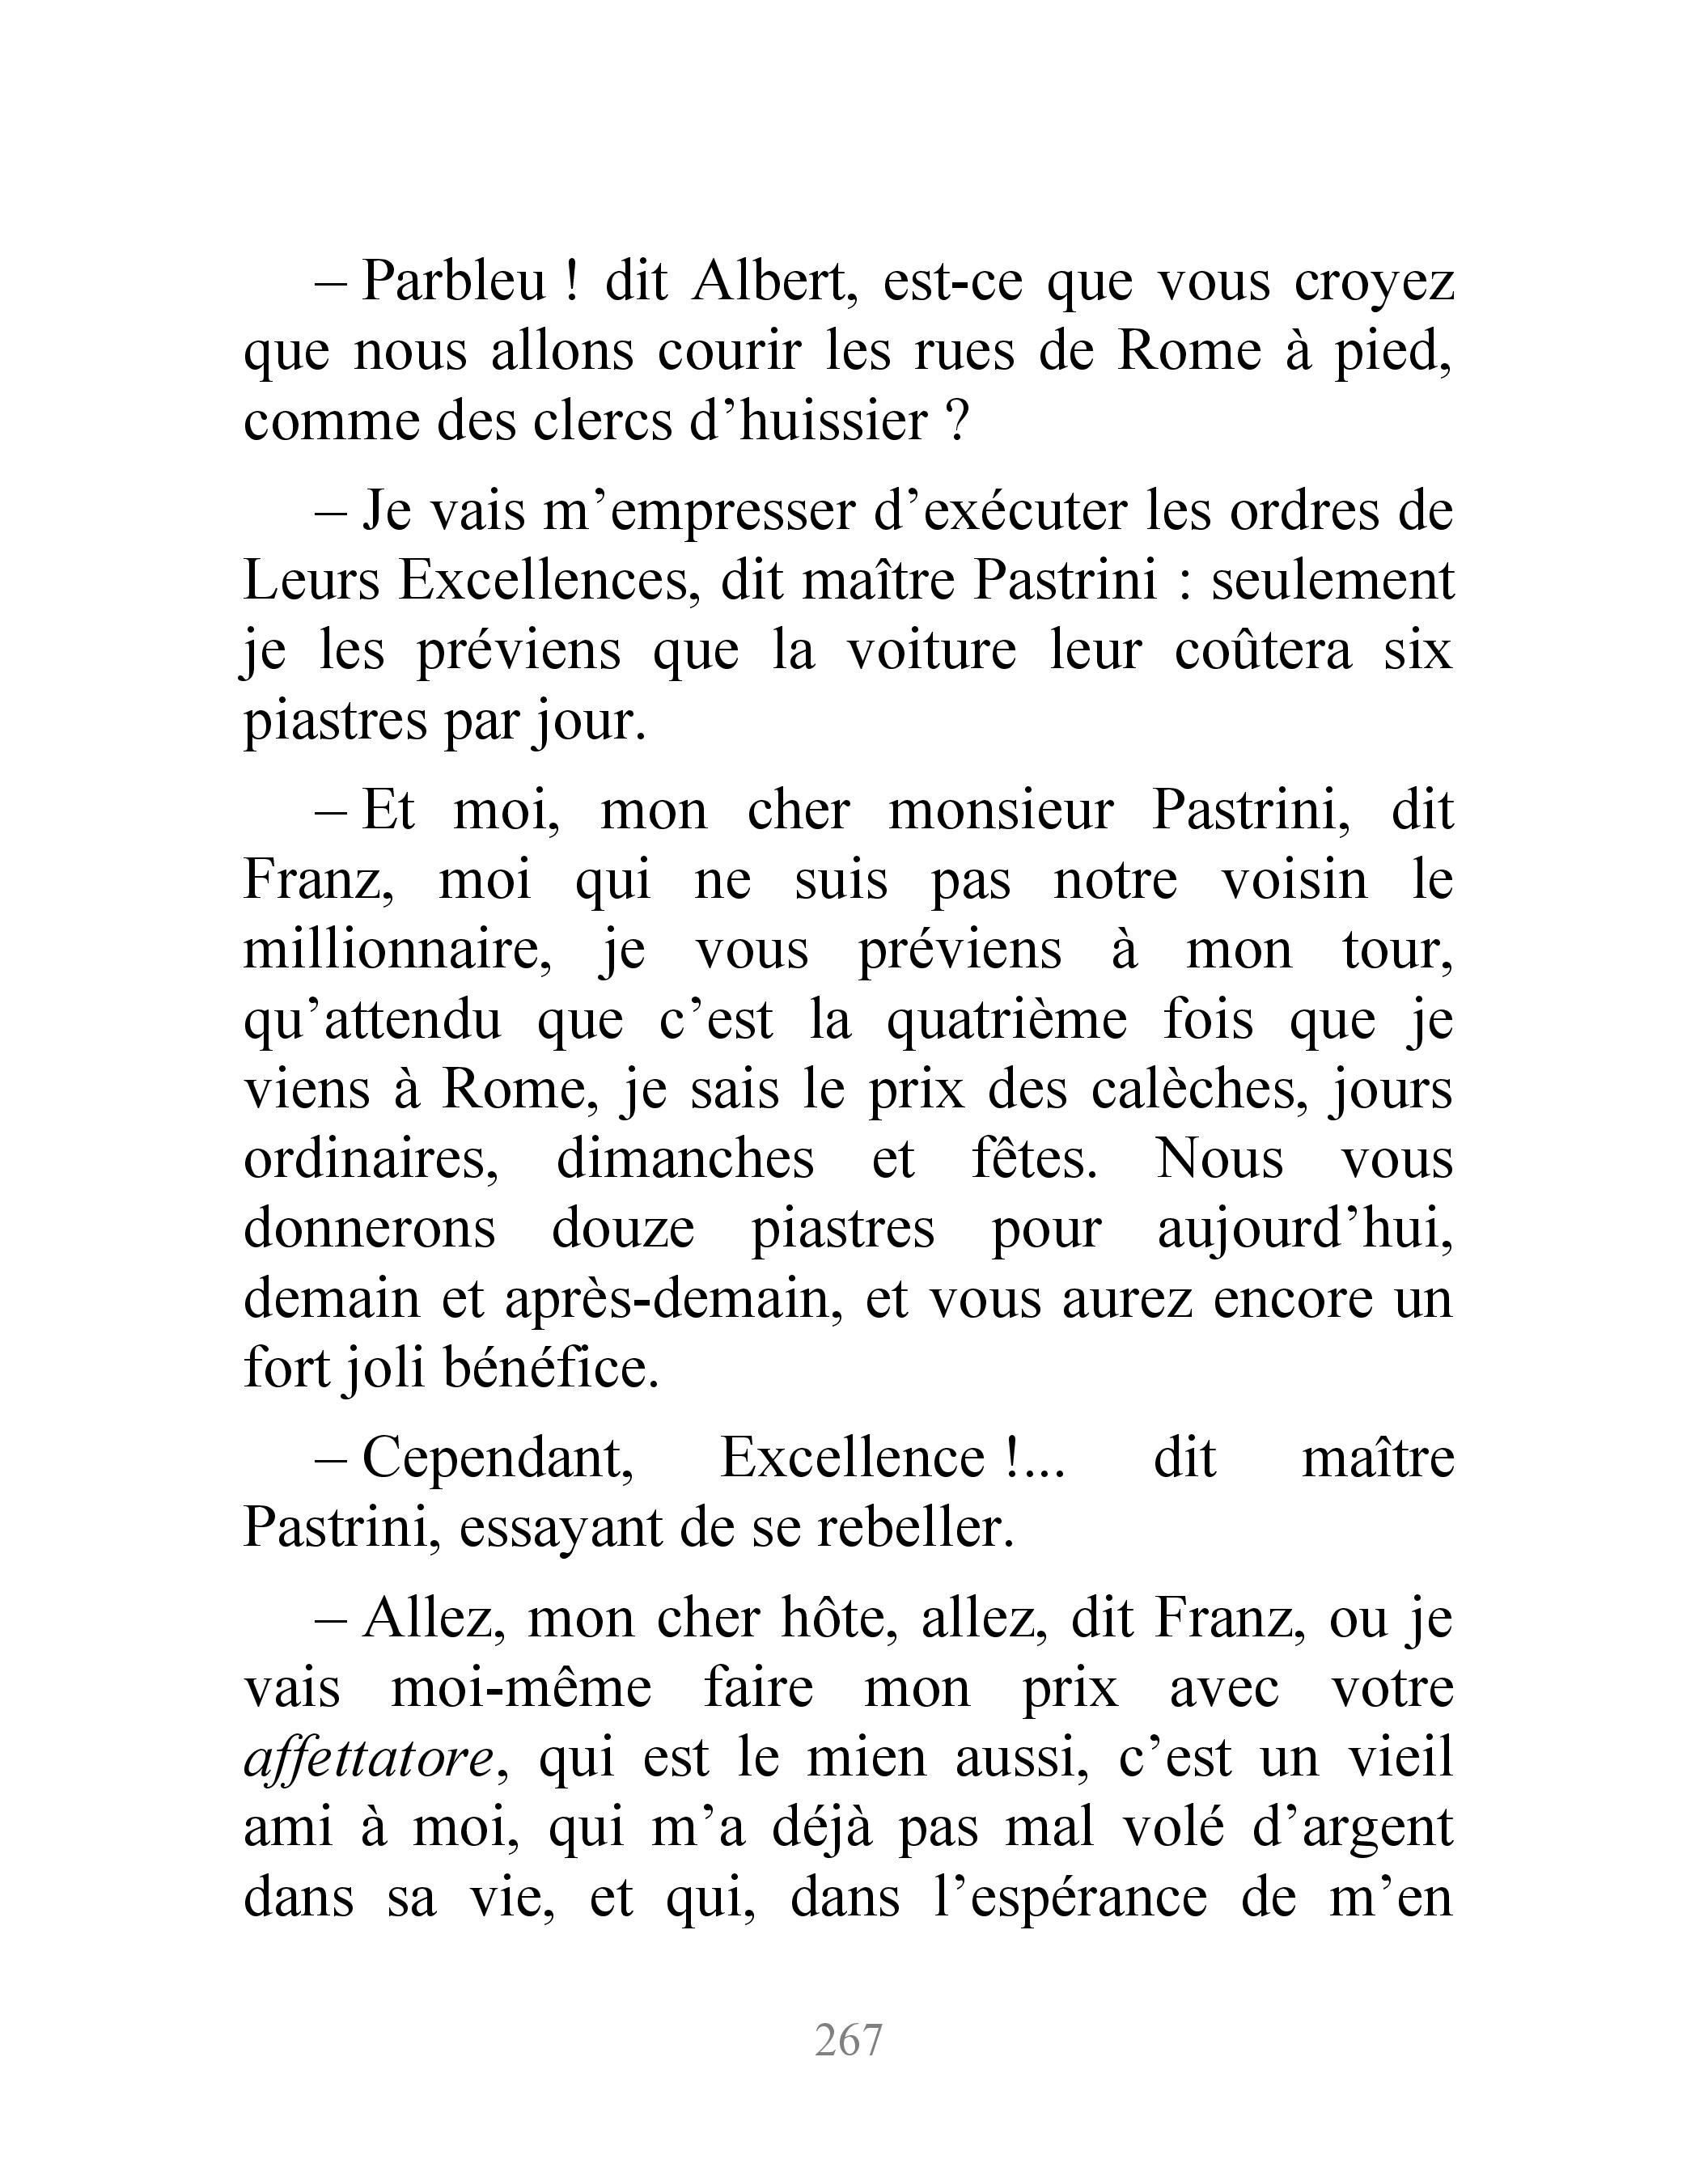 – Parbleu ! dit Albert, est-ce que vous croyez
que nous allons courir les rues de Rome à pied,
comme des clercs d’huissier ?
– Je vais m’empresser d’exécuter les ordres de
Leurs Excellences, dit maître Pastrini : seulement
je les préviens que la voiture leur coûtera six
piastres par jour.
– Et moi, mon cher monsieur Pastrini, dit
Franz, moi qui ne suis pas notre voisin le
millionnaire, je vous préviens à mon tour,
qu’attendu que c’est la quatrième fois que je
viens à Rome, je sais le prix des calèches, jours
ordinaires, dimanches et fêtes. Nous vous
donnerons douze piastres pour aujourd’hui,
demain et après-demain, et vous aurez encore un
fort joli bénéfice.
– Cependant, Excellence !... dit maître
Pastrini, essayant de se rebeller.
– Allez, mon cher hôte, allez, dit Franz, ou je
vais moi-même faire mon prix avec votre
affettatore, qui est le mien aussi, c’est un vieil
ami à moi, qui m’a déjà pas mal volé d’argent
dans sa vie, et qui, dans l’espérance de m’en
267